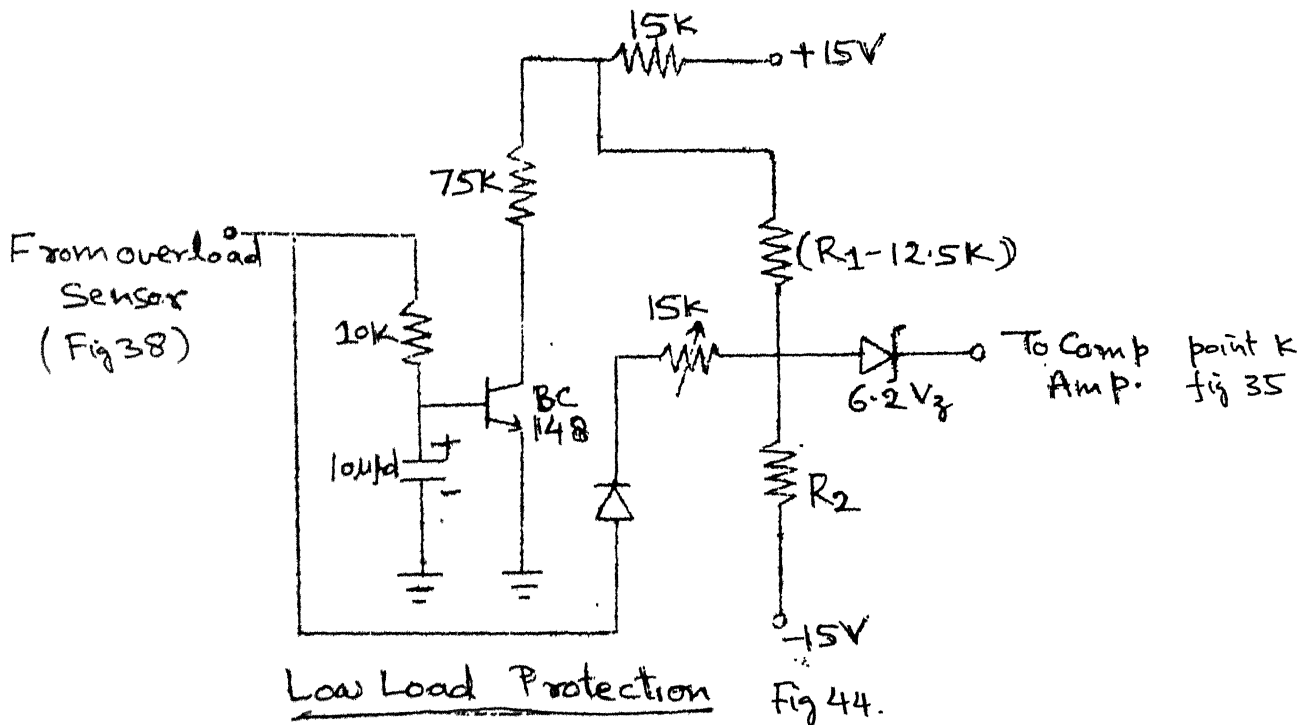 15K
+15V
75K
From overload
Sensor
(Fig 38)
(R1-12.5K)
10K
15K
To Comp point K
Amp. fig 35
6.2Vz
BC
148
10μfd
+
-
R2
-15V
Low Load Protection
Fig 44.